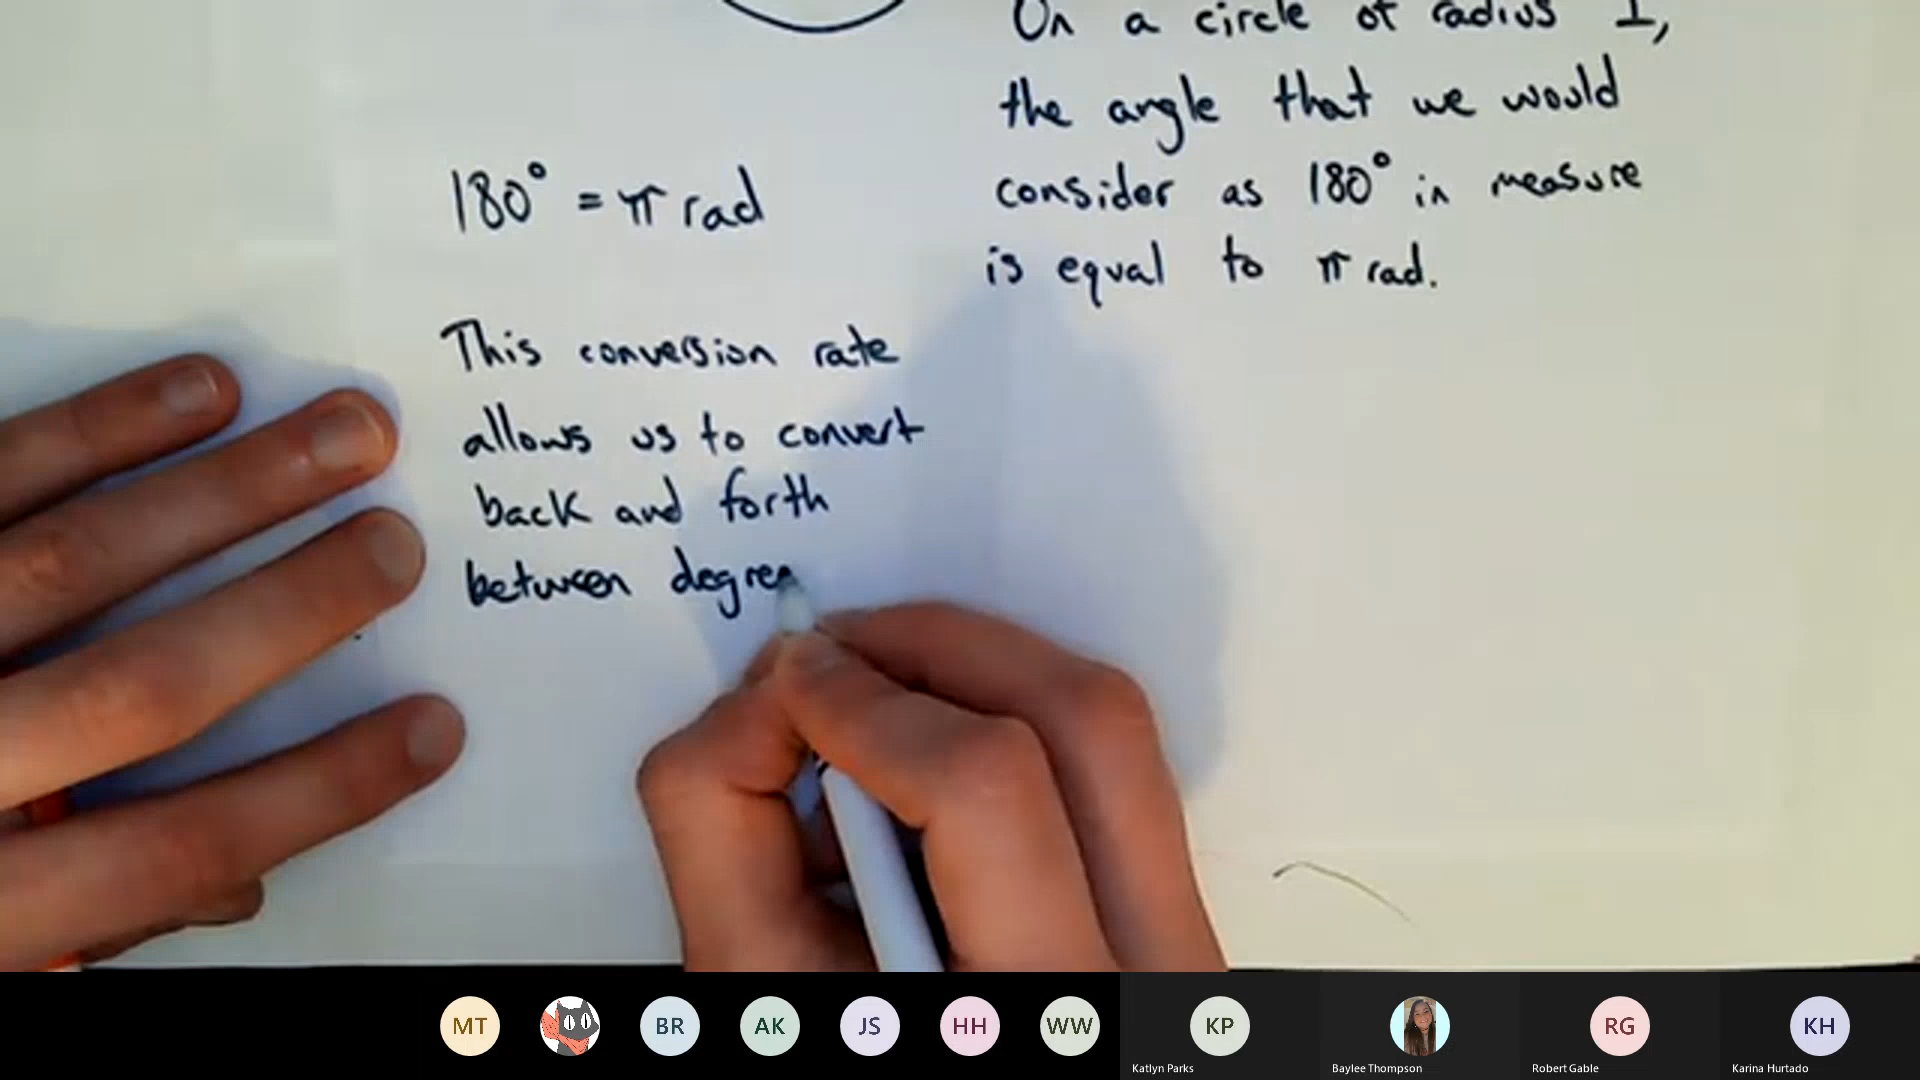 On a circle of radius 1,
the angle that we would
consider as 180° in measure
is equal to π rad.
180° = π rad
This conversion rate
allows us to convert
back and forth
between degree
MT
BR
AK
JS
HH
WW
KP
RG
KH
Katlyn Parks
Baylee Thompson
Robert Gable
Karina Hurtado